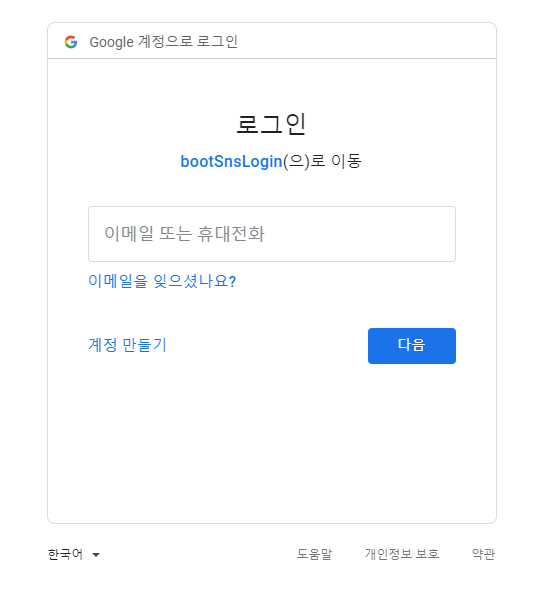 Google 계정으로 로그인
로그인
bootSnsLogin(으)로 이동
이메일 또는 휴대전화
이메일을 잊으셨나요?
계정 만들기 다음
한국어 도움말 개인정보 보호 약관